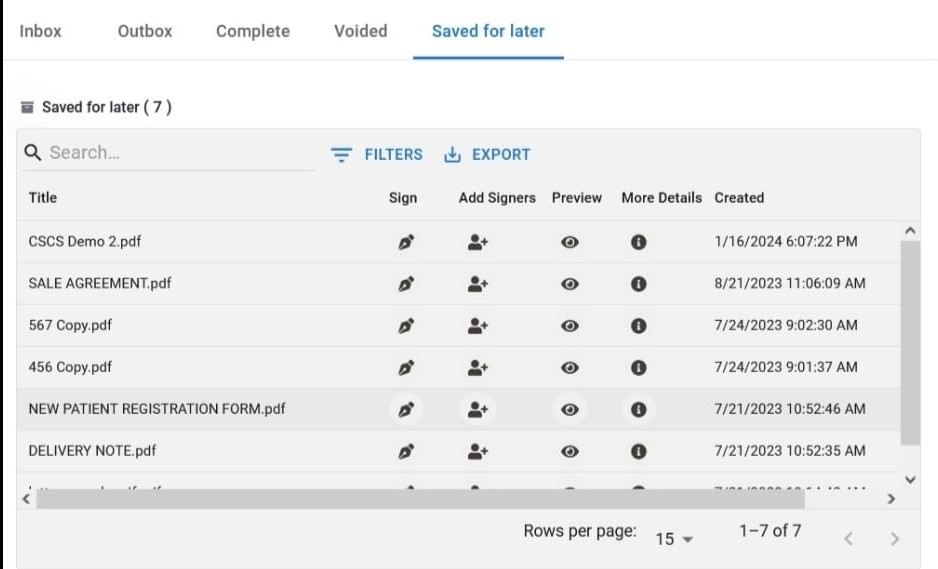 Inbox Outbox Complete Voided Saved for later
Saved for later ( 7 )
Search... FILTERS EXPORT
Title Sign Add Signers Preview More Details Created
CSCS Demo 2.pdf 1/16/2024 6:07:22 PM
SALE AGREEMENT.pdf 8/21/2023 11:06:09 AM
567 Copy.pdf 7/24/2023 9:02:30 AM
456 Copy.pdf 7/24/2023 9:01:37 AM
NEW PATIENT REGISTRATION FORM.pdf 7/21/2023 10:52:46 AM
DELIVERY NOTE.pdf 7/21/2023 10:52:35 AM
Rows per page: 15 1–7 of 7